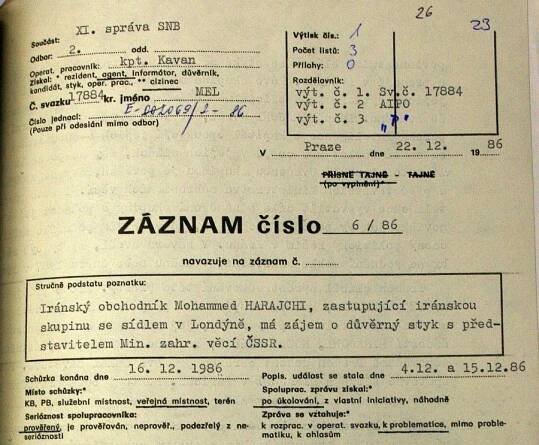 26
23
XI. správa SNB
Součást:
Odbor: 2. odd.
Operat. pracovník: kpt. Kavan
Získal: * rezident, agent, informátor, důvěrník,
kandidát, styk, oper. prac., ** cizinec
Č. svazku 17884 kr. jméno MEL
Číslo jednací:
(Pouze při odeslání mimo odbor)
Výtisk čís.: 1
Počet listů: 3
Přílohy: 0
Rozdělovník:
výt. č. 1. Sv.č. 17884
výt. č. 2 AIPO
výt. č. 3 "P"
V Praze dne 22. 12. 1986
PŘÍSNĚ TAJNÉ - TAJNÉ
(po vyplnění)*
ZÁZNAM číslo 6 / 86
navazuje na záznam č.
Stručně podstatu poznatku:
Iránský obchodník Mohammed HARAJCHI, zastupující iránskou
skupinu se sídlem v Londýně, má zájem o důvěrný styk s před-
stavitelem Min. zahr. věcí ČSSR.
Schůzka konána dne 16. 12. 1986 Popis. událost se stala dne 4.12. a 15.12.86
Místo schůzky:* Spoluprac. zprávu získal:*
KB, PB, služební místnost, veřejná místnost, terén po úkolování, z vlastní iniciativy, náhodně
Serióznost spolupracovníka: Zpráva se vztahuje:*
prověřený, je prověřován, neprověř., podezřelý z ne- k rozprac. v operat. svazku, k problematice, mimo proble-
serióznosti matiku, k ohlasům